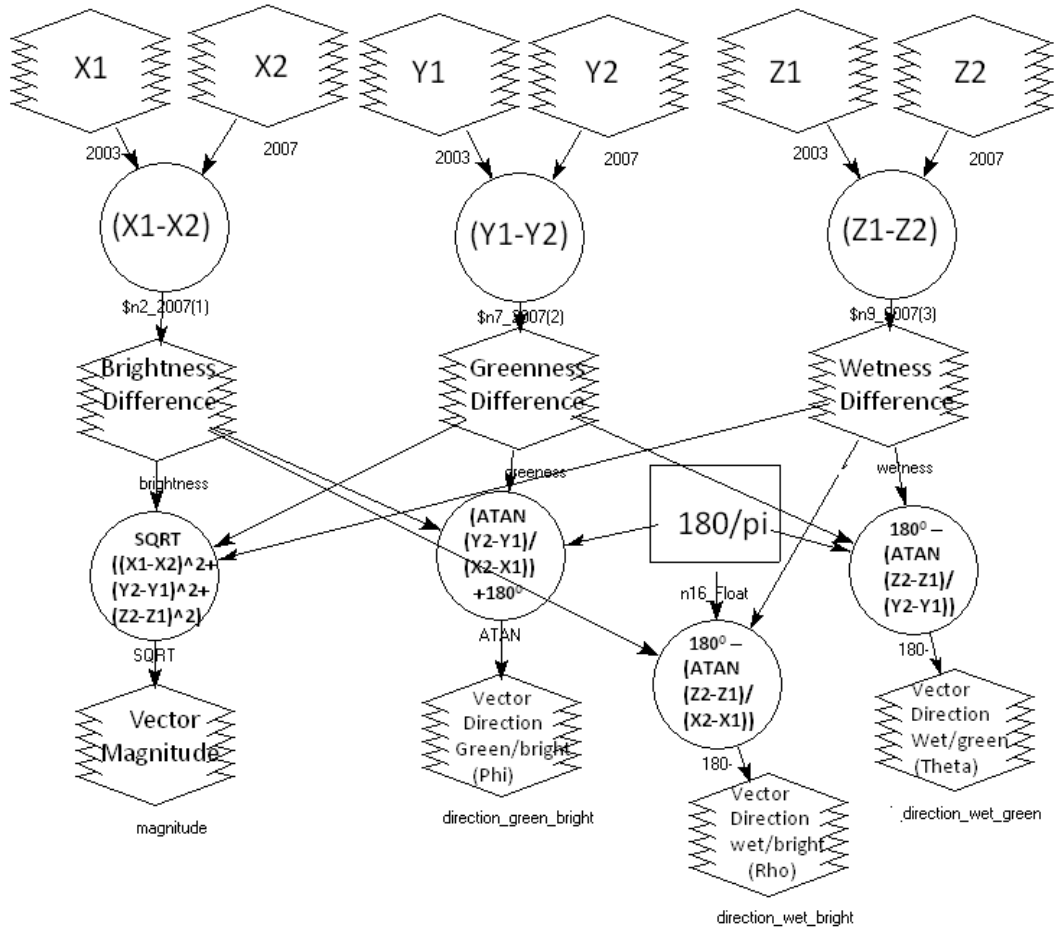 X1
X2
Y1
Y2
Z1
Z2
2003
2007
2003
2007
2003
2007
(X1-X2)
(Y1-Y2)
(Z1-Z2)
$n2_2007(1)
$n7_2007(2)
$n9_2007(3)
Brightness
Difference
Greenness
Difference
Wetness
Difference
brightness
greeness
wetness
SQRT
((X1-X2)^2+
(Y2-Y1)^2+
(Z2-Z1)^2)
(ATAN
(Y2-Y1)/
(X2-X1))
+180⁰
180/pi
180⁰ –
(ATAN
(Z2-Z1)/
(Y2-Y1))
n16_Float
180⁰ –
(ATAN
(Z2-Z1)/
(X2-X1))
SQRT
ATAN
180-
180-
Vector
Magnitude
Vector
Direction
Green/bright
(Phi)
Vector
Direction
wet/bright
(Rho)
Vector
Direction
Wet/green
(Theta)
magnitude
direction_green_bright
direction_wet_green
direction_wet_bright